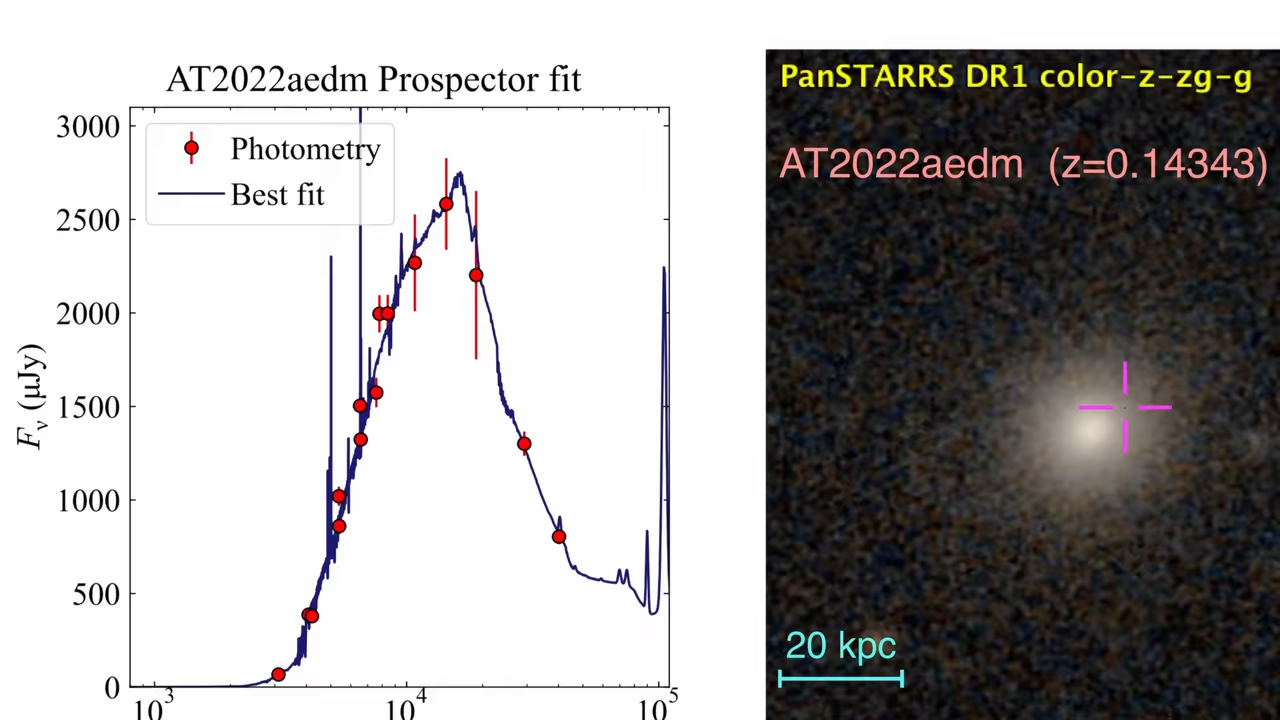 AT2022aedm Prospector fit
3000
2500
2000
1500
1000
500
0
Fν (μJy)
Photometry
Best fit
10³
10⁴
10⁵
PanSTARRS DR1 color-z-zg-g
AT2022aedm (z=0.14343)
20 kpc